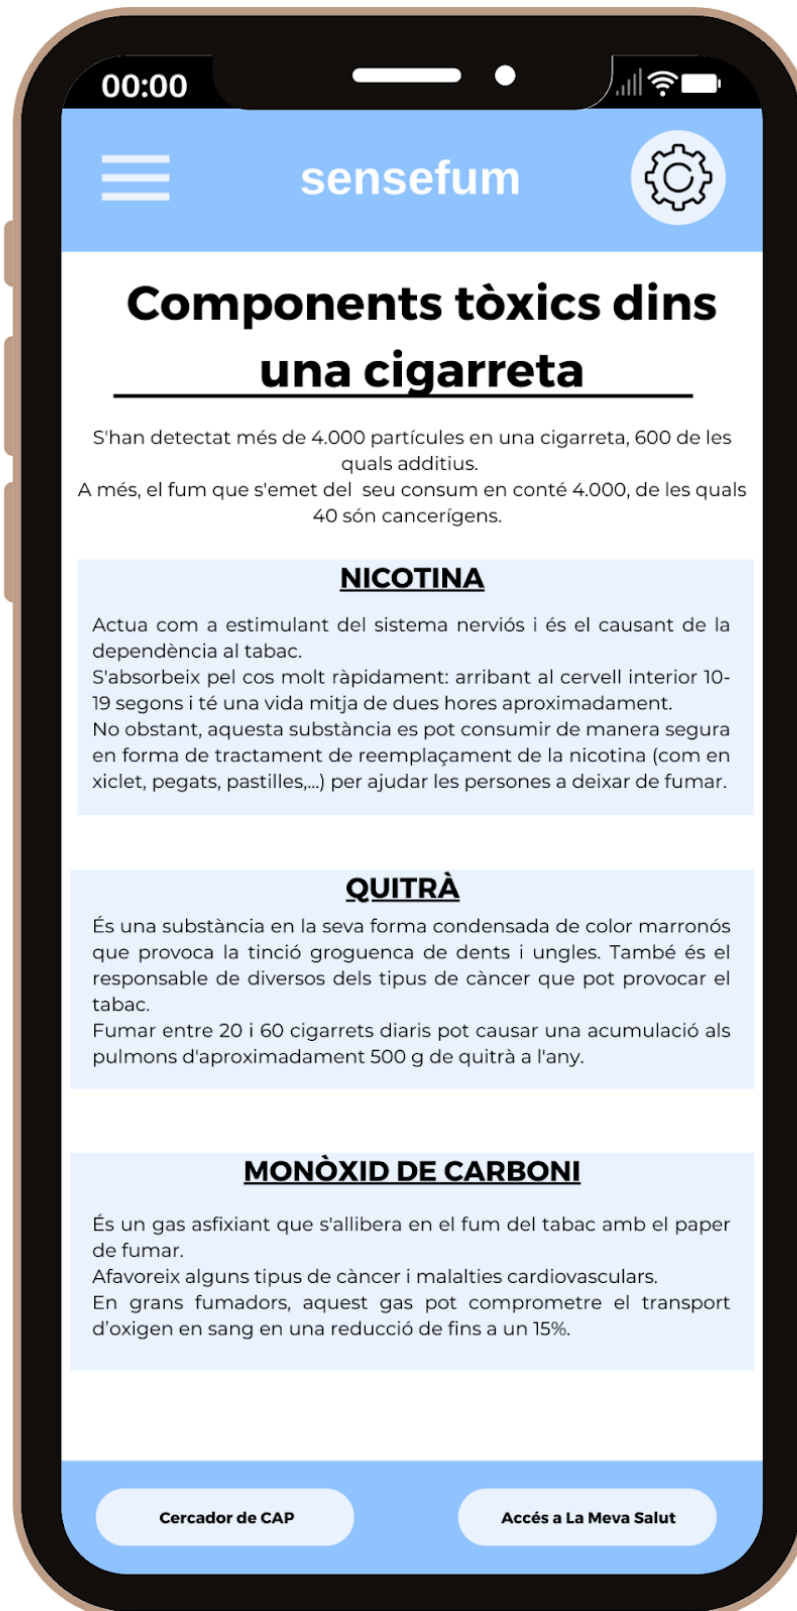 00:00
sensefum
Components tòxics dins
una cigarreta
S'han detectat més de 4.000 partícules en una cigarreta, 600 de les
quals additius.
A més, el fum que s'emet del seu consum en conté 4.000, de les quals
40 són cancerígens.
NICOTINA
Actua com a estimulant del sistema nerviós i és el causant de la
dependència al tabac.
S'absorbeix pel cos molt ràpidament: arribant al cervell interior 10-
19 segons i té una vida mitja de dues hores aproximadament.
No obstant, aquesta substància es pot consumir de manera segura
en forma de tractament de reemplaçament de la nicotina (com en
xiclet, pegats, pastilles,...) per ajudar les persones a deixar de fumar.
QUITRÀ
És una substància en la seva forma condensada de color marronós
que provoca la tinció groguenca de dents i ungles. També és el
responsable de diversos dels tipus de càncer que pot provocar el
tabac.
Fumar entre 20 i 60 cigarrets diaris pot causar una acumulació als
pulmons d'aproximadament 500 g de quitrà a l'any.
MONÒXID DE CARBONI
És un gas asfixiant que s'allibera en el fum del tabac amb el paper
de fumar.
Afavoreix alguns tipus de càncer i malalties cardiovasculars.
En grans fumadors, aquest gas pot comprometre el transport
d’oxigen en sang en una reducció de fins a un 15%.
Cercador de CAP
Accés a La Meva Salut